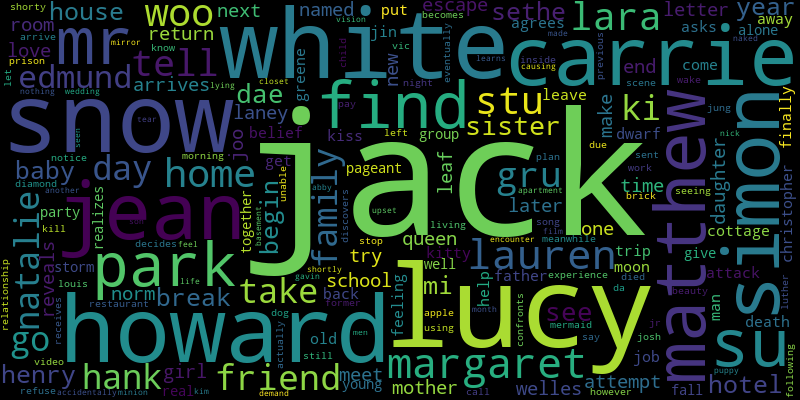 shorty
house
woo
next
named
put
escape
sethe
agrees
letter
year
room
mr
tell
white
vic
lara
asks
away
love
arrive
return
jin
new
carrie
alone
prison
edmund
arrives
greene
becomes
eventually
vision
know
mirror
come
let
nothing
wedding
pay
child
night
learns
made
inside
causing
previous
end
scene
wake
naked
closet
lying
snow
dae
laney
find
stu
leave
ki
finally
tear
seen
joo
belief
kiss
left
group
sister
make
dwarf
jung
notice
morning
home
get
family
pageant
leaf
plan
due
sent
nick
baby
day
jack
gru
time
work
seeing
daughter
diamond
another
unable
abby
upset
later
apartment
brick
christopher
jean
begin
together
basement
discovers
queen
living
song
film
one
trip
cottage
matthew
simone
party
realizes
son
stop
kitty
meanwhile
encounter
moon
give
natalie
kill
decides
feel
try
well
lauren
father
experience
attack
relationship
reveals
storm
park
life
gavin
school
mi
help
da
died
beauty
man
go
louis
norm
take
shortly
back
former
feeling
apple
using
confronts
mermaid
jr
death
luther
receives
restaurant
break
dog
lucy
month
say
josh
su
howard
actually
old
still
men
margaret
job
puppy
following
video
henry
hank
girl
friend
meet
young
mother
welles
attempt
fall
hotel
refuse
accidentally
minion
real
kim
demand
call
however